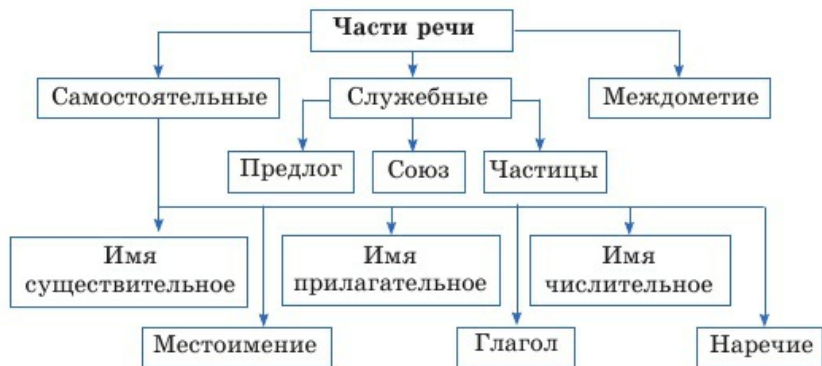 Части речи
Самостоятельные
Служебные
Междометие
Предлог
Союз
Частицы
Имя
существительное
Имя
прилагательное
Имя
числительное
Местоимение
Глагол
Наречие